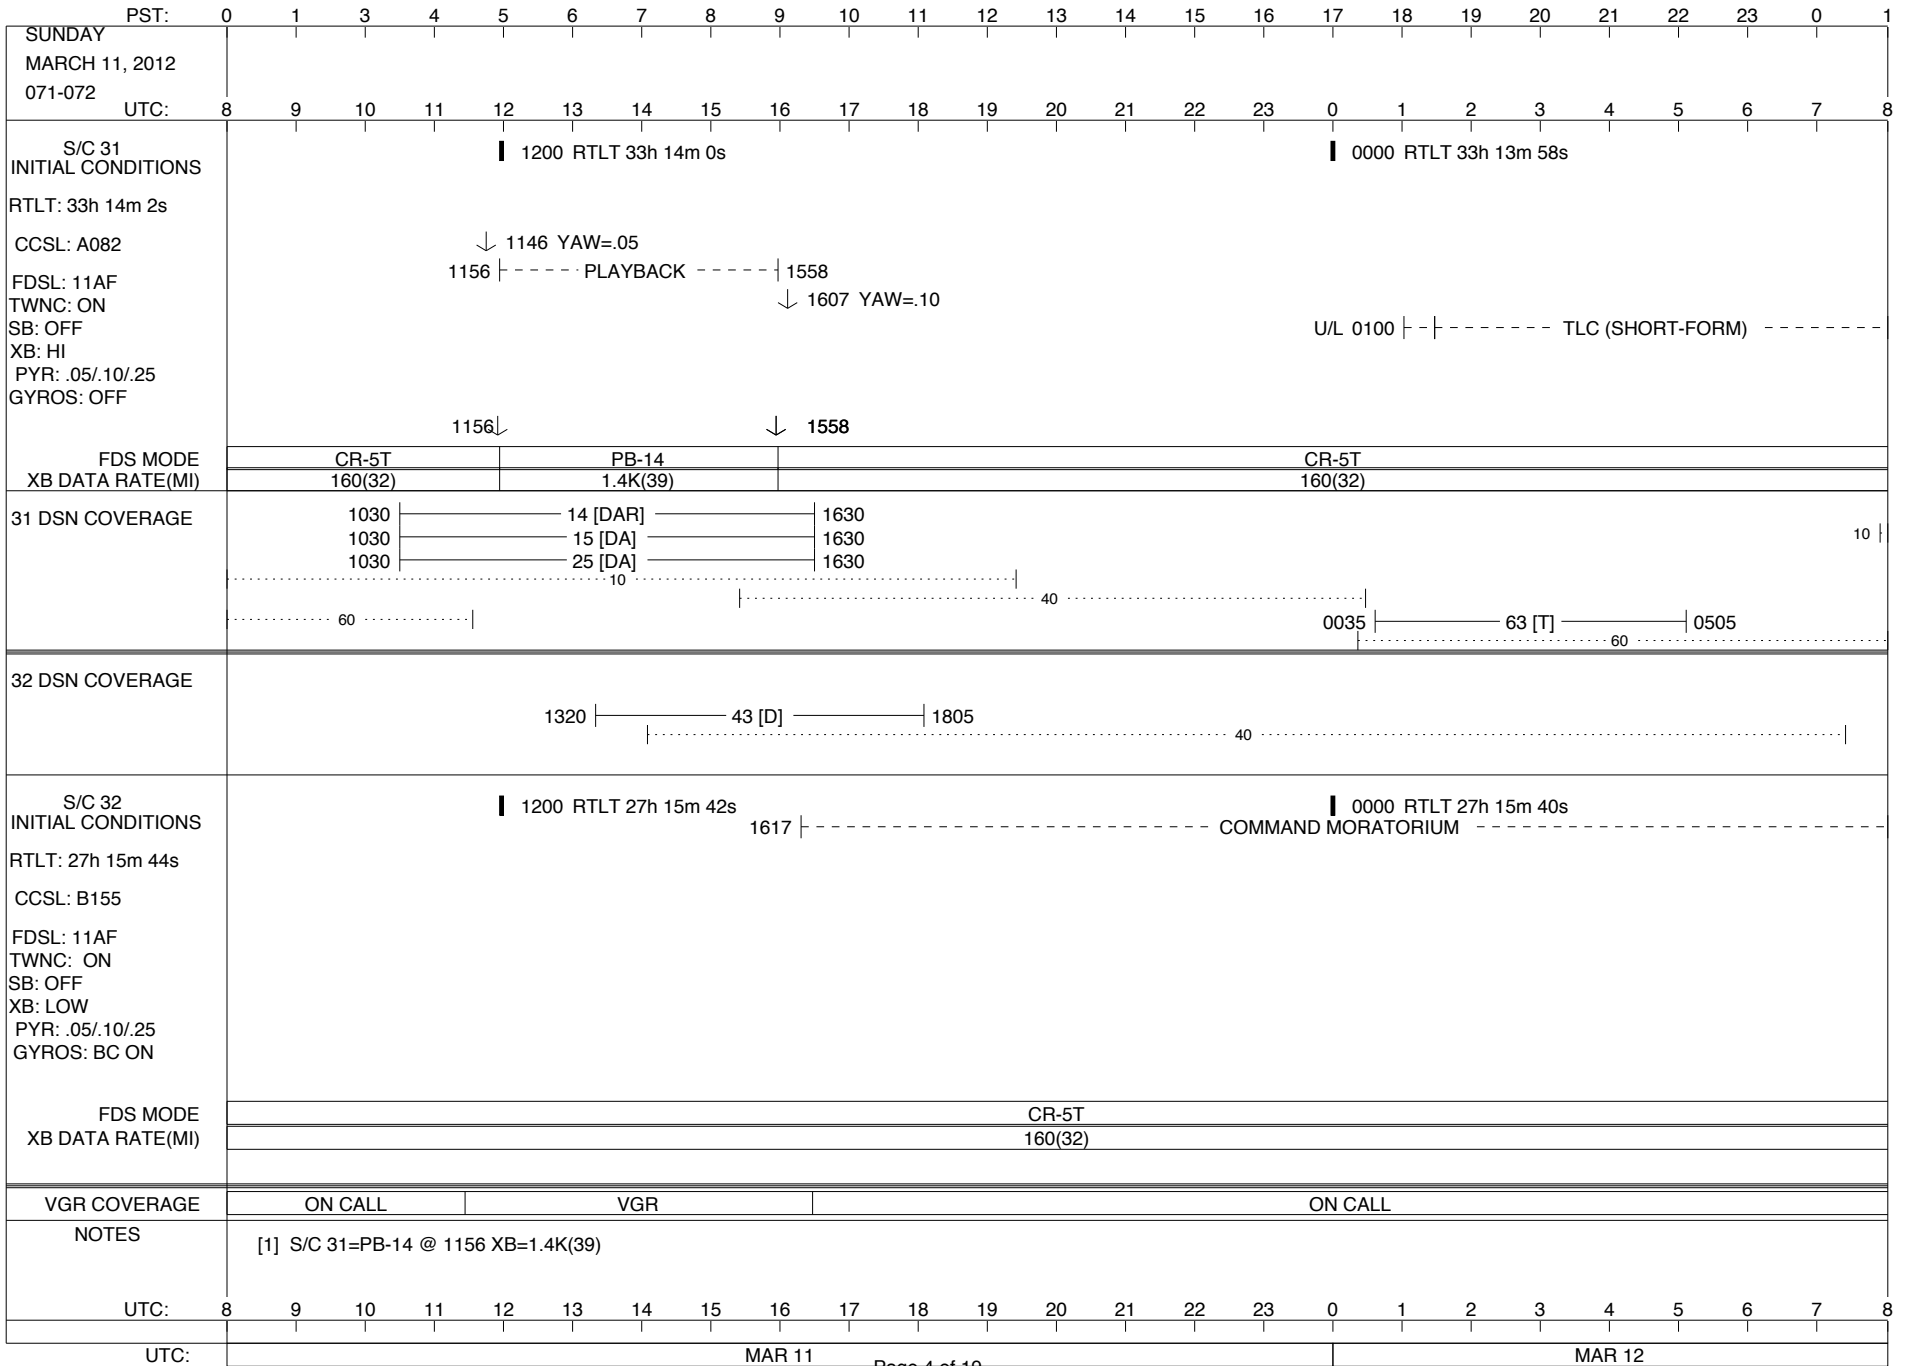 PST: 0 1 3 4 5 6 7 8 9 10 11 12 13 14 15 16 17 18 19 20 21 22 23 0 1
SUNDAY
MARCH 11, 2012
071-072
UTC: 8 9 10 11 12 13 14 15 16 17 18 19 20 21 22 23 0 1 2 3 4 5 6 7 8
S/C 31
INITIAL CONDITIONS
1200 RTLT 33h 14m 0s
0000 RTLT 33h 13m 58s
RTLT: 33h 14m 2s
CCSL: A082
1146 YAW=.05
1156 PLAYBACK 1558
FDSL: 11AF
1607 YAW=.10
TWNC: ON
SB: OFF
U/L 0100 TLC (SHORT-FORM)
XB: HI
PYR: .05/.10/.25
GYROS: OFF
1156 1558
FDS MODE CR-5T PB-14 CR-5T
XB DATA RATE(MI) 160(32) 1.4K(39) 160(32)
31 DSN COVERAGE
1030 14 [DAR] 1630
10
1030 15 [DA] 1630
1030 25 [DA] 1630
10
40
60
0035 63 [T] 0505
60
32 DSN COVERAGE
1320 43 [D] 1805
40
S/C 32
INITIAL CONDITIONS
1200 RTLT 27h 15m 42s
0000 RTLT 27h 15m 40s
1617 COMMAND MORATORIUM
RTLT: 27h 15m 44s
CCSL: B155
FDSL: 11AF
TWNC: ON
SB: OFF
XB: LOW
PYR: .05/.10/.25
GYROS: BC ON
FDS MODE CR-5T
XB DATA RATE(MI) 160(32)
VGR COVERAGE ON CALL VGR ON CALL
NOTES
[1] S/C 31=PB-14 @ 1156 XB=1.4K(39)
UTC: 8 9 10 11 12 13 14 15 16 17 18 19 20 21 22 23 0 1 2 3 4 5 6 7 8
UTC: MAR 11 MAR 12
Page 4 of 19